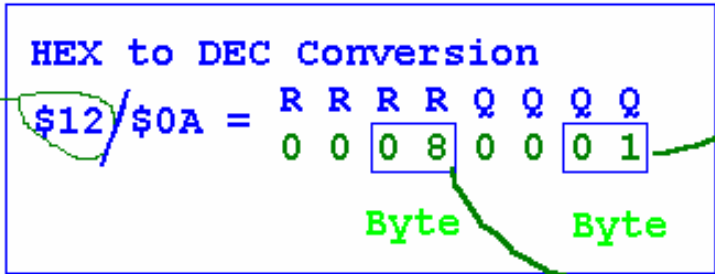 HEX to DEC Conversion
R R R R Q Q Q Q
$12/$0A = 0 0 0 8 0 0 0 1
Byte Byte